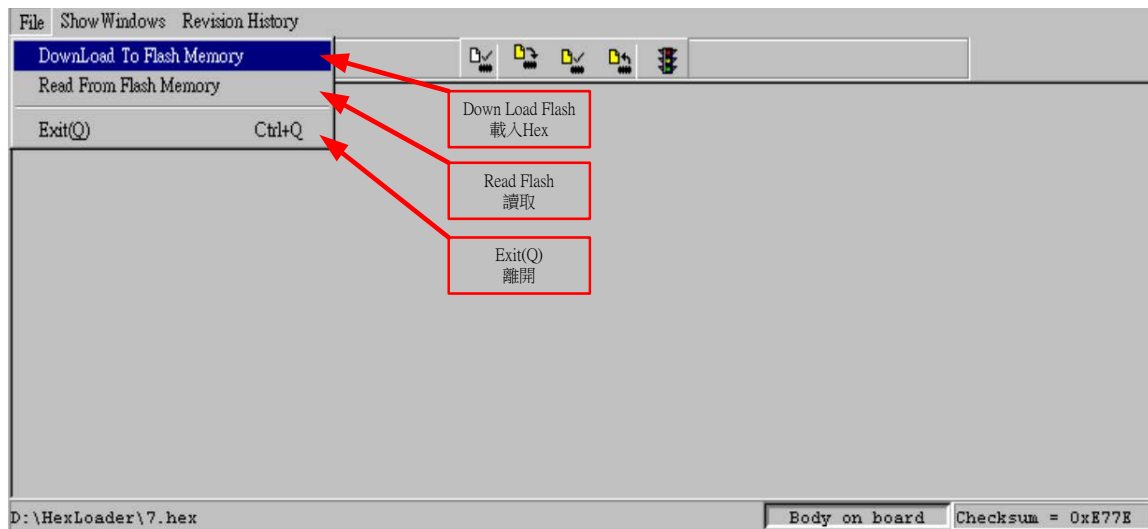 File Show Windows Revision History
DownLoad To Flash Memory
Read From Flash Memory
Exit(Q) Ctrl+Q
Down Load Flash
載入Hex
Read Flash
讀取
Exit(Q)
離開
D:\HexLoader\7.hex Body on board Checksum = 0xE77E